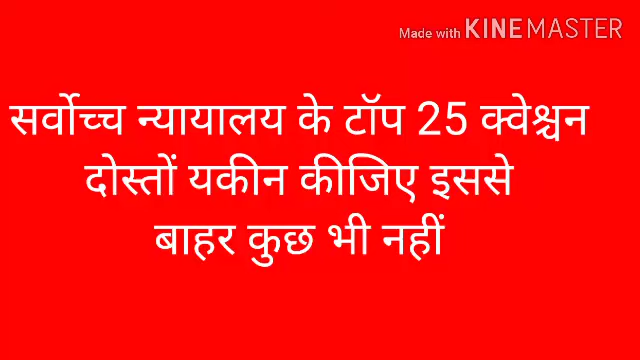 Made with KINEMASTER
सर्वोच्च न्यायालय के टॉप 25 क्वेश्चन
दोस्तों यकीन कीजिए इससे
बाहर कुछ भी नहीं